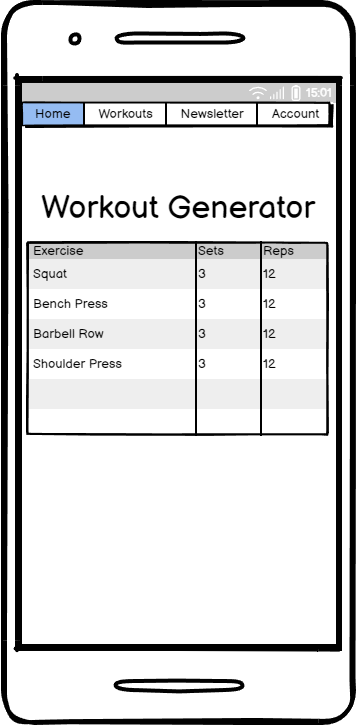 15:01
Home Workouts Newsletter Account
Workout Generator
Exercise Sets Reps
Squat 3 12
Bench Press 3 12
Barbell Row 3 12
Shoulder Press 3 12